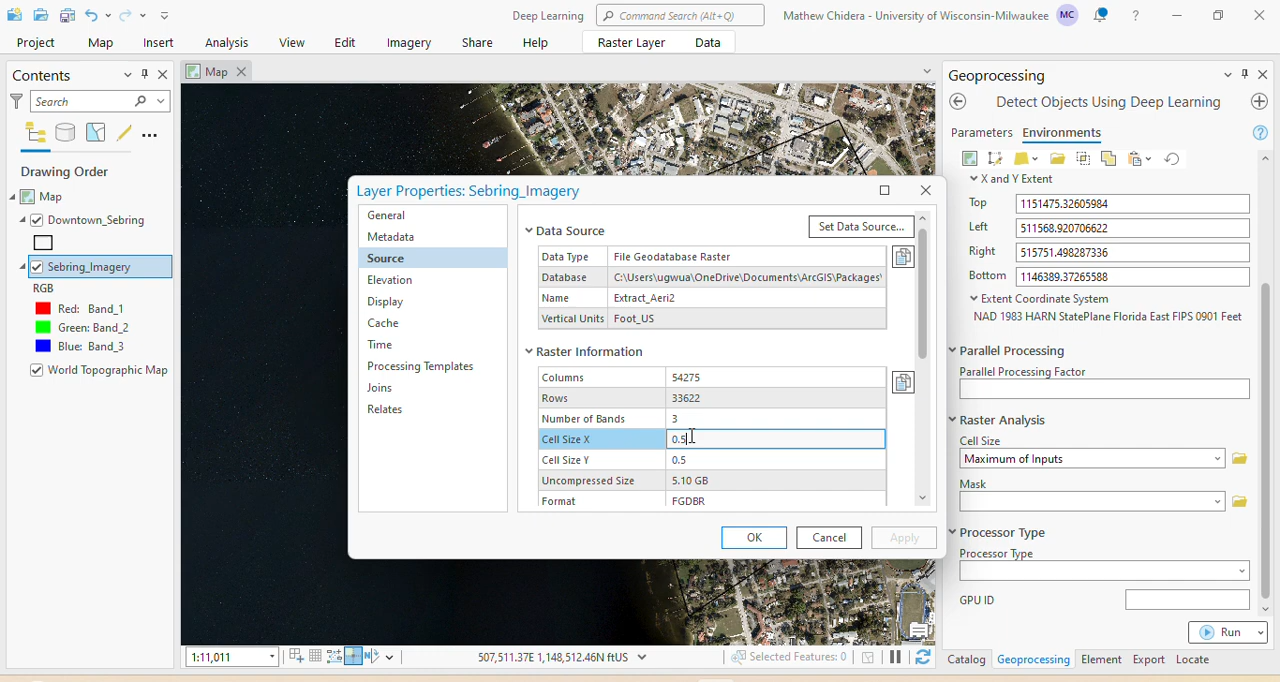 Deep Learning
Command Search (Alt+Q)
Mathew Chidera - University of Wisconsin-Milwaukee
MC
?
Project Map Insert Analysis View Edit Imagery Share Help Raster Layer Data
Contents
Search
Drawing Order
Map
Downtown_Sebring
Sebring_Imagery
RGB
Red: Band_1
Green: Band_2
Blue: Band_3
World Topographic Map
Map
Layer Properties: Sebring_Imagery
General
Metadata
Source
Elevation
Display
Cache
Time
Processing Templates
Joins
Relates
Data Source
Set Data Source...
Data Type File Geodatabase Raster
Database C:\Users\ugwua\OneDrive\Documents\ArcGIS\Packages\
Name Extract_Aeri2
Vertical Units Foot_US
Raster Information
Columns 54275
Rows 33622
Number of Bands 3
Cell Size X 0.5
Cell Size Y 0.5
Uncompressed Size 5.10 GB
Format FGDBR
OK Cancel Apply
1:11,011
507,511.37E 1,148,512.46N ftUS
Selected Features: 0
Geoprocessing
Detect Objects Using Deep Learning
Parameters Environments
?
X and Y Extent
Top 1151475.32605984
Left 511568.920706622
Right 515751.498287336
Bottom 1146389.37265588
Extent Coordinate System
NAD 1983 HARN StatePlane Florida East FIPS 0901 Feet
Parallel Processing
Parallel Processing Factor
Raster Analysis
Cell Size
Maximum of Inputs
Mask
Processor Type
Processor Type
GPU ID
Run
Catalog Geoprocessing Element Export Locate